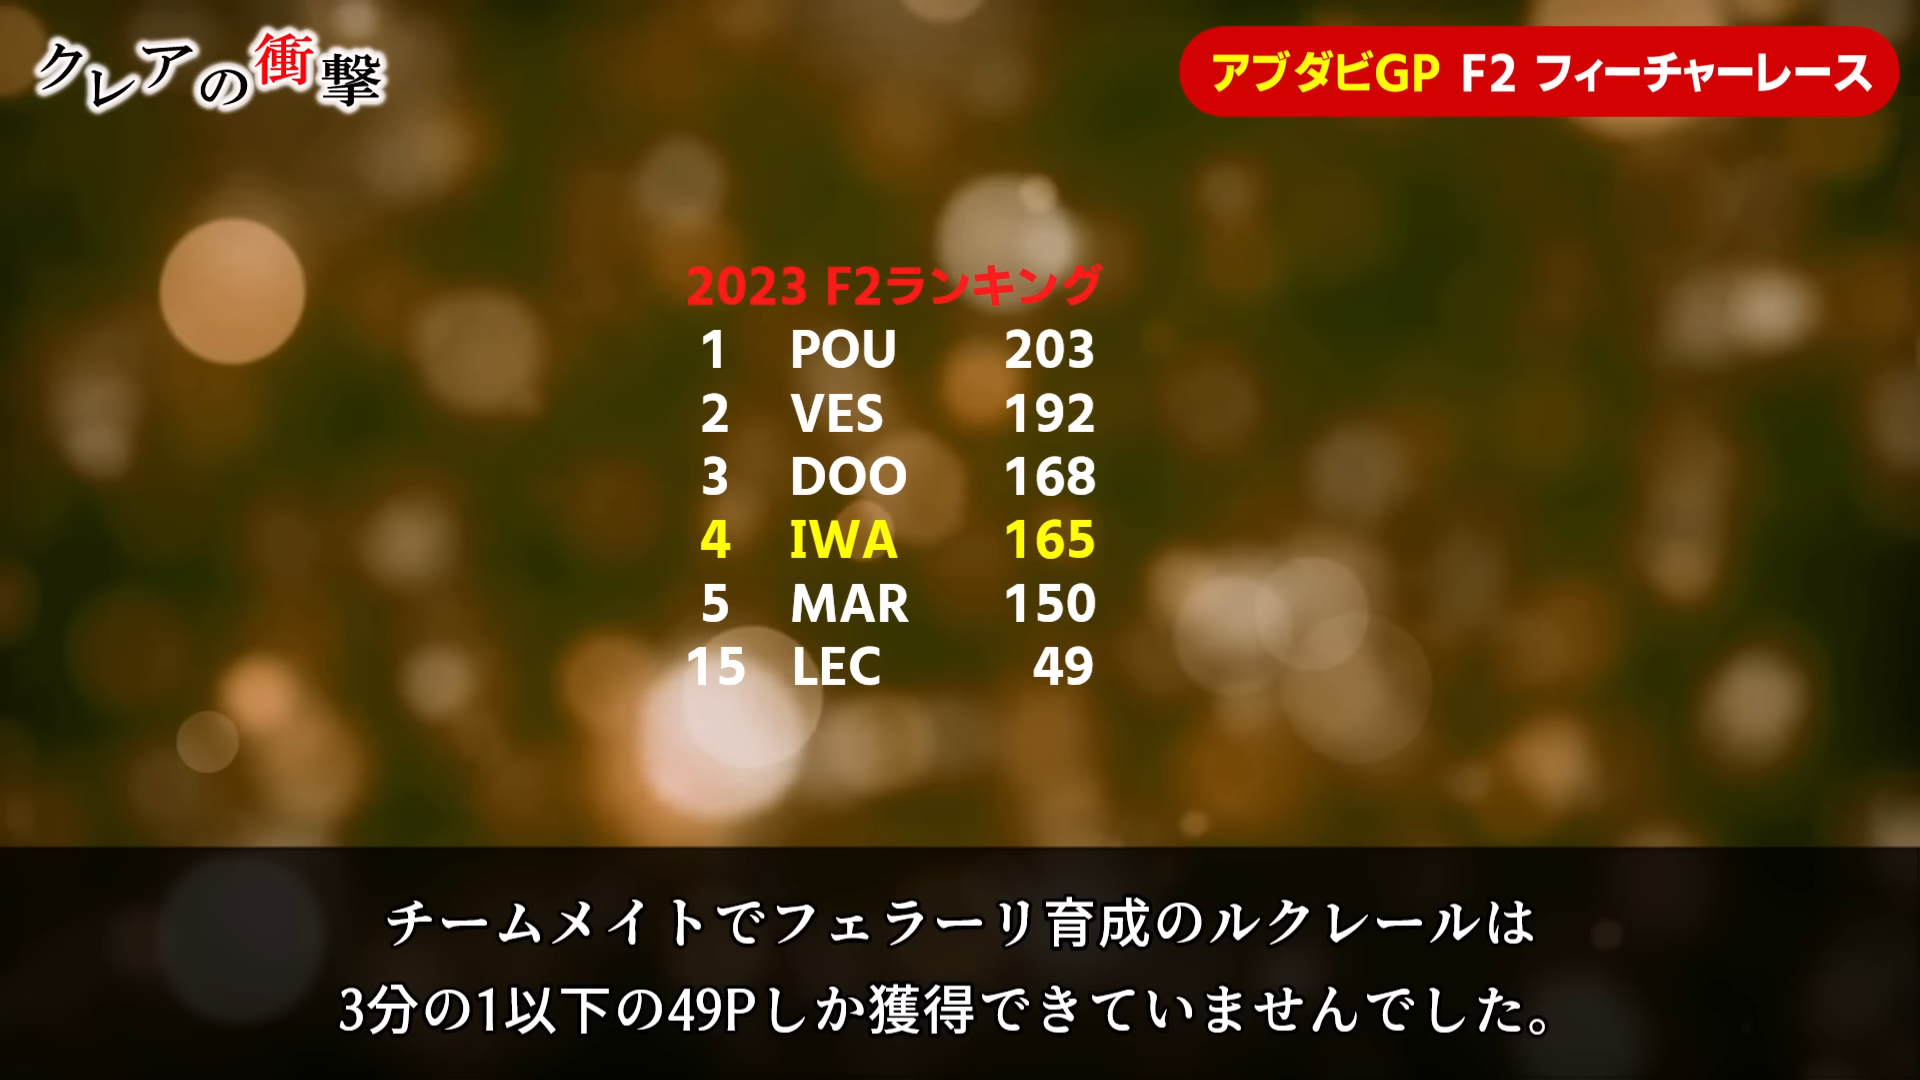 クレアの衝撃
アブダビGP F2 フィーチャーレース
2023 F2ランキング
1 POU 203
2 VES 192
3 DOO 168
4 IWA 165
5 MAR 150
15 LEC 49
チームメイトでフェラーリ育成のルクレールは
3分の1以下の49Pしか獲得できていませんでした。